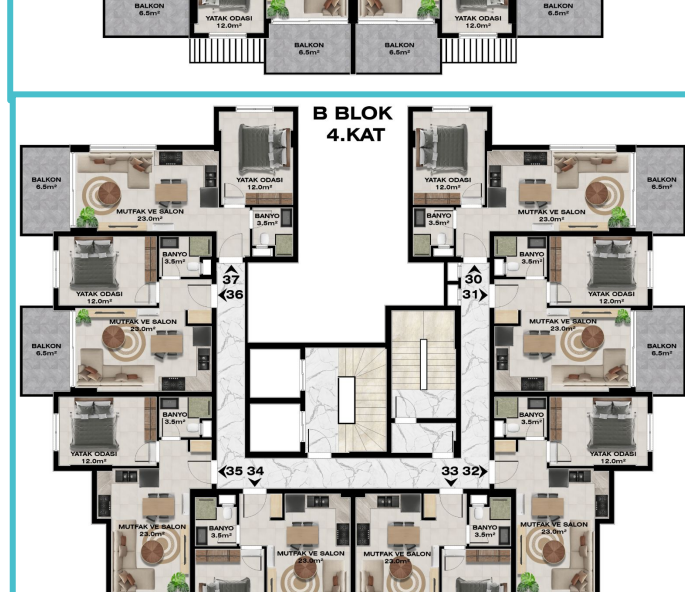 BALKON
6.5m²
YATAK ODASI
12.0m²
YATAK ODASI
12.0m²
BALKON
6.5m²
BALKON
6.5m²
BALKON
6.5m²
B BLOK
4.KAT
BALKON
6.5m²
YATAK ODASI
12.0m²
MUTFAK VE SALON
23.0m²
BANYO
3.5m²
YATAK ODASI
12.0m²
BANYO
3.5m²
MUTFAK VE SALON
23.0m²
BALKON
6.5m²
YATAK ODASI
12.0m²
BANYO
3.5m²
37
36
30
31
BANYO
3.5m²
YATAK ODASI
12.0m²
BALKON
6.5m²
MUTFAK VE SALON
23.0m²
MUTFAK VE SALON
23.0m²
BALKON
6.5m²
YATAK ODASI
12.0m²
BANYO
3.5m²
BANYO
3.5m²
YATAK ODASI
12.0m²
35 34
33 32
MUTFAK VE SALON
23.0m²
BANYO
3.5m²
MUTFAK VE SALON
23.0m²
MUTFAK VE SALON
23.0m²
BANYO
3.5m²
MUTFAK VE SALON
23.0m²